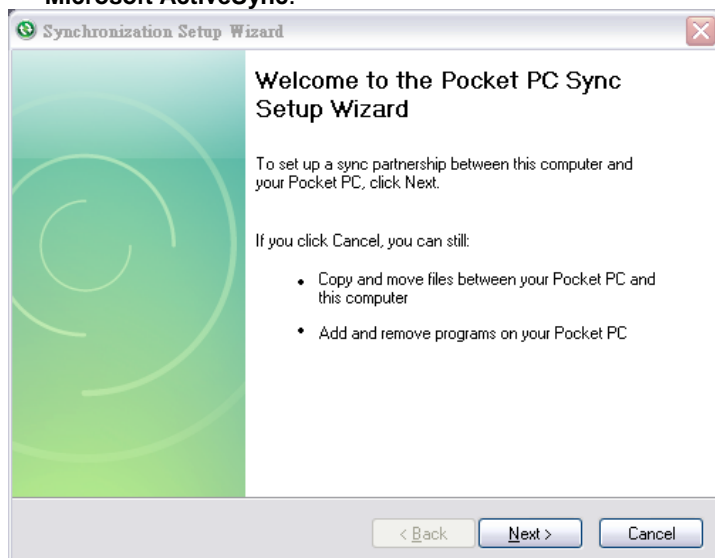 Microsoft ActiveSync.
Synchronization Setup Wizard
Welcome to the Pocket PC Sync
Setup Wizard
To set up a sync partnership between this computer and
your Pocket PC, click Next.
If you click Cancel, you can still:
• Copy and move files between your Pocket PC and
this computer
• Add and remove programs on your Pocket PC
< Back Next > Cancel